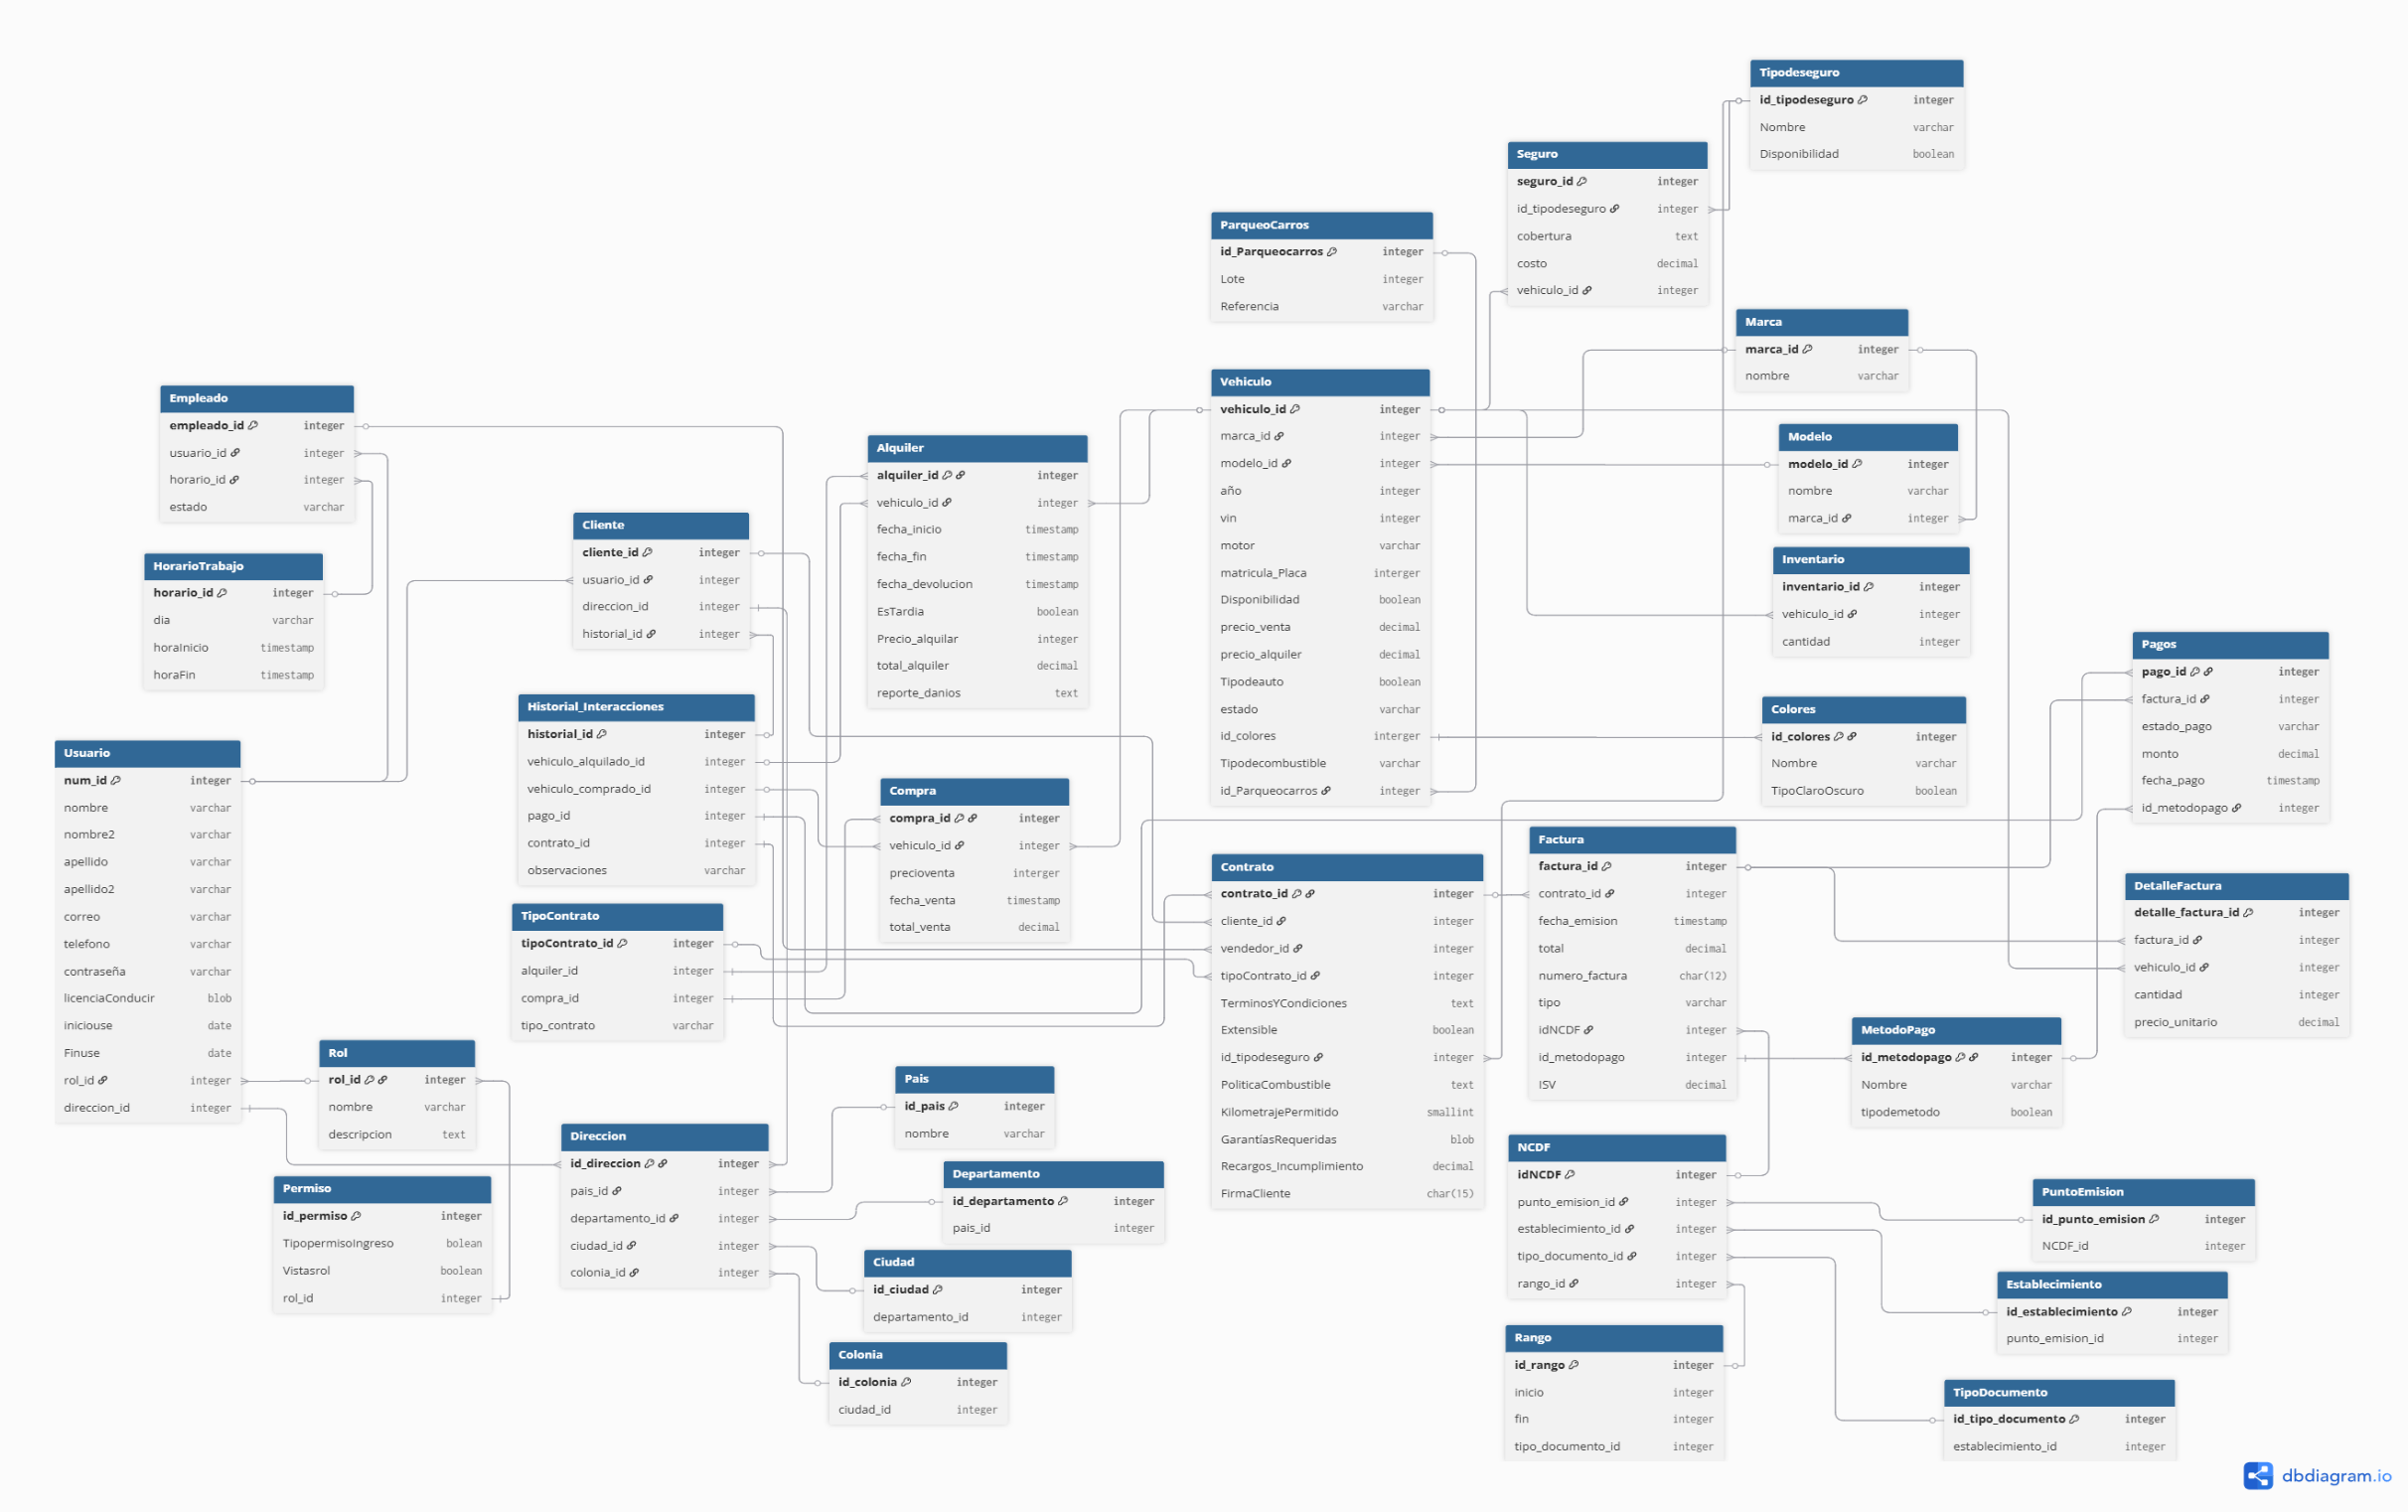 Tipodeseguro
id_tipodeseguro integer
Nombre varchar
Disponibilidad boolean
Seguro
seguro_id integer
id_tipodeseguro integer
cobertura text
costo decimal
vehiculo_id integer
ParqueoCarros
id_Parqueocarros integer
Lote integer
Referencia varchar
Marca
marca_id integer
nombre varchar
Vehiculo
vehiculo_id integer
marca_id integer
modelo_id integer
año integer
vin integer
motor varchar
matricula_Placa interger
Disponibilidad boolean
precio_venta decimal
precio_alquiler decimal
Tipodeauto boolean
estado varchar
id_colores interger
Tipodecombustible varchar
id_Parqueocarros integer
Empleado
empleado_id integer
usuario_id integer
horario_id integer
estado varchar
Modelo
modelo_id integer
nombre varchar
marca_id integer
Alquiler
alquiler_id integer
vehiculo_id integer
fecha_inicio timestamp
fecha_fin timestamp
fecha_devolucion timestamp
EsTardia boolean
Precio_alquilar integer
total_alquiler decimal
reporte_danios text
Cliente
cliente_id integer
usuario_id integer
direccion_id integer
historial_id integer
HorarioTrabajo
horario_id integer
dia varchar
horaInicio timestamp
horaFin timestamp
Inventario
inventario_id integer
vehiculo_id integer
cantidad integer
Pagos
pago_id integer
factura_id integer
estado_pago varchar
monto decimal
fecha_pago timestamp
id_metodopago integer
Historial_Interacciones
historial_id integer
vehiculo_alquilado_id integer
vehiculo_comprado_id integer
pago_id integer
contrato_id integer
observaciones varchar
Colores
id_colores integer
Nombre varchar
TipoClaroOscuro boolean
Usuario
num_id integer
nombre varchar
nombre2 varchar
apellido varchar
apellido2 varchar
correo varchar
telefono varchar
contraseña varchar
licenciaConducir blob
iniciouse date
Finuse date
rol_id integer
direccion_id integer
Compra
compra_id integer
vehiculo_id integer
precioventa interger
fecha_venta timestamp
total_venta decimal
Factura
factura_id integer
contrato_id integer
fecha_emision timestamp
total decimal
numero_factura char(12)
tipo varchar
idNCDF integer
id_metodopago integer
ISV decimal
Contrato
contrato_id integer
cliente_id integer
vendedor_id integer
tipoContrato_id integer
TerminosYCondiciones text
Extensible boolean
id_tipodeseguro integer
PoliticaCombustible text
KilometrajePermitido smallint
GarantíasRequeridas blob
Recargos_Incumplimiento decimal
FirmaCliente char(15)
DetalleFactura
detalle_factura_id integer
factura_id integer
vehiculo_id integer
cantidad integer
precio_unitario decimal
TipoContrato
tipoContrato_id integer
alquiler_id integer
compra_id integer
tipo_contrato varchar
MetodoPago
id_metodopago integer
Nombre varchar
tipodemetodo boolean
Rol
rol_id integer
nombre varchar
descripcion text
Pais
id_pais integer
nombre varchar
Direccion
id_direccion integer
pais_id integer
departamento_id integer
ciudad_id integer
colonia_id integer
NCDF
idNCDF integer
punto_emision_id integer
establecimiento_id integer
tipo_documento_id integer
rango_id integer
Departamento
id_departamento integer
pais_id integer
Permiso
id_permiso integer
TipopermisoIngreso bolean
Vistasrol boolean
rol_id integer
PuntoEmision
id_punto_emision integer
NCDF_id integer
Ciudad
id_ciudad integer
departamento_id integer
Establecimiento
id_establecimiento integer
punto_emision_id integer
Rango
id_rango integer
inicio integer
fin integer
tipo_documento_id integer
Colonia
id_colonia integer
ciudad_id integer
TipoDocumento
id_tipo_documento integer
establecimiento_id integer
dbdiagram.io